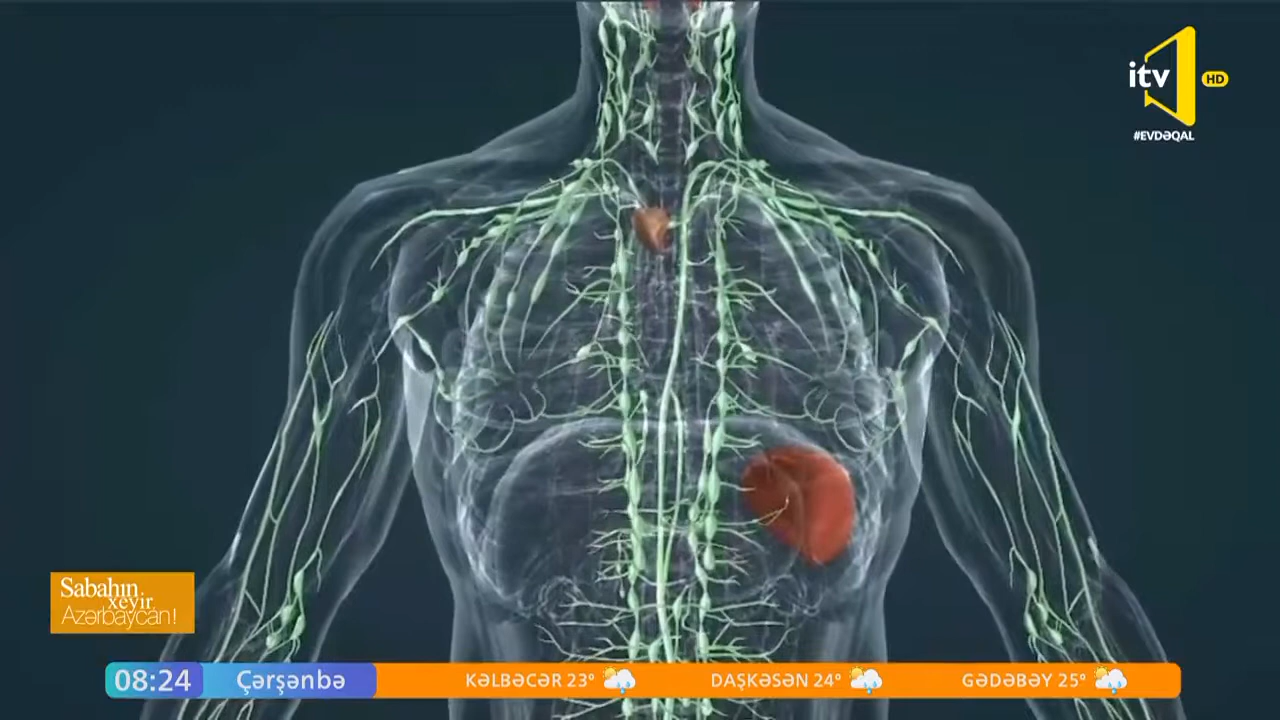 itv
HD
#EVDƏQAL
Sabahın
xeyir,
Azərbaycan!
08:24 Çərşənbə KƏLBƏCƏR 23° DAŞKƏSƏN 24° GƏDƏBƏY 25°